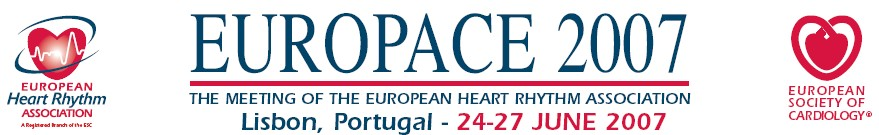 EUROPEAN
Heart Rhythm
ASSOCIATION
A Registered Branch of the ESC
EUROPACE 2007
THE MEETING OF THE EUROPEAN HEART RHYTHM ASSOCIATION
Lisbon, Portugal - 24-27 JUNE 2007
EUROPEAN
SOCIETY OF
CARDIOLOGY®